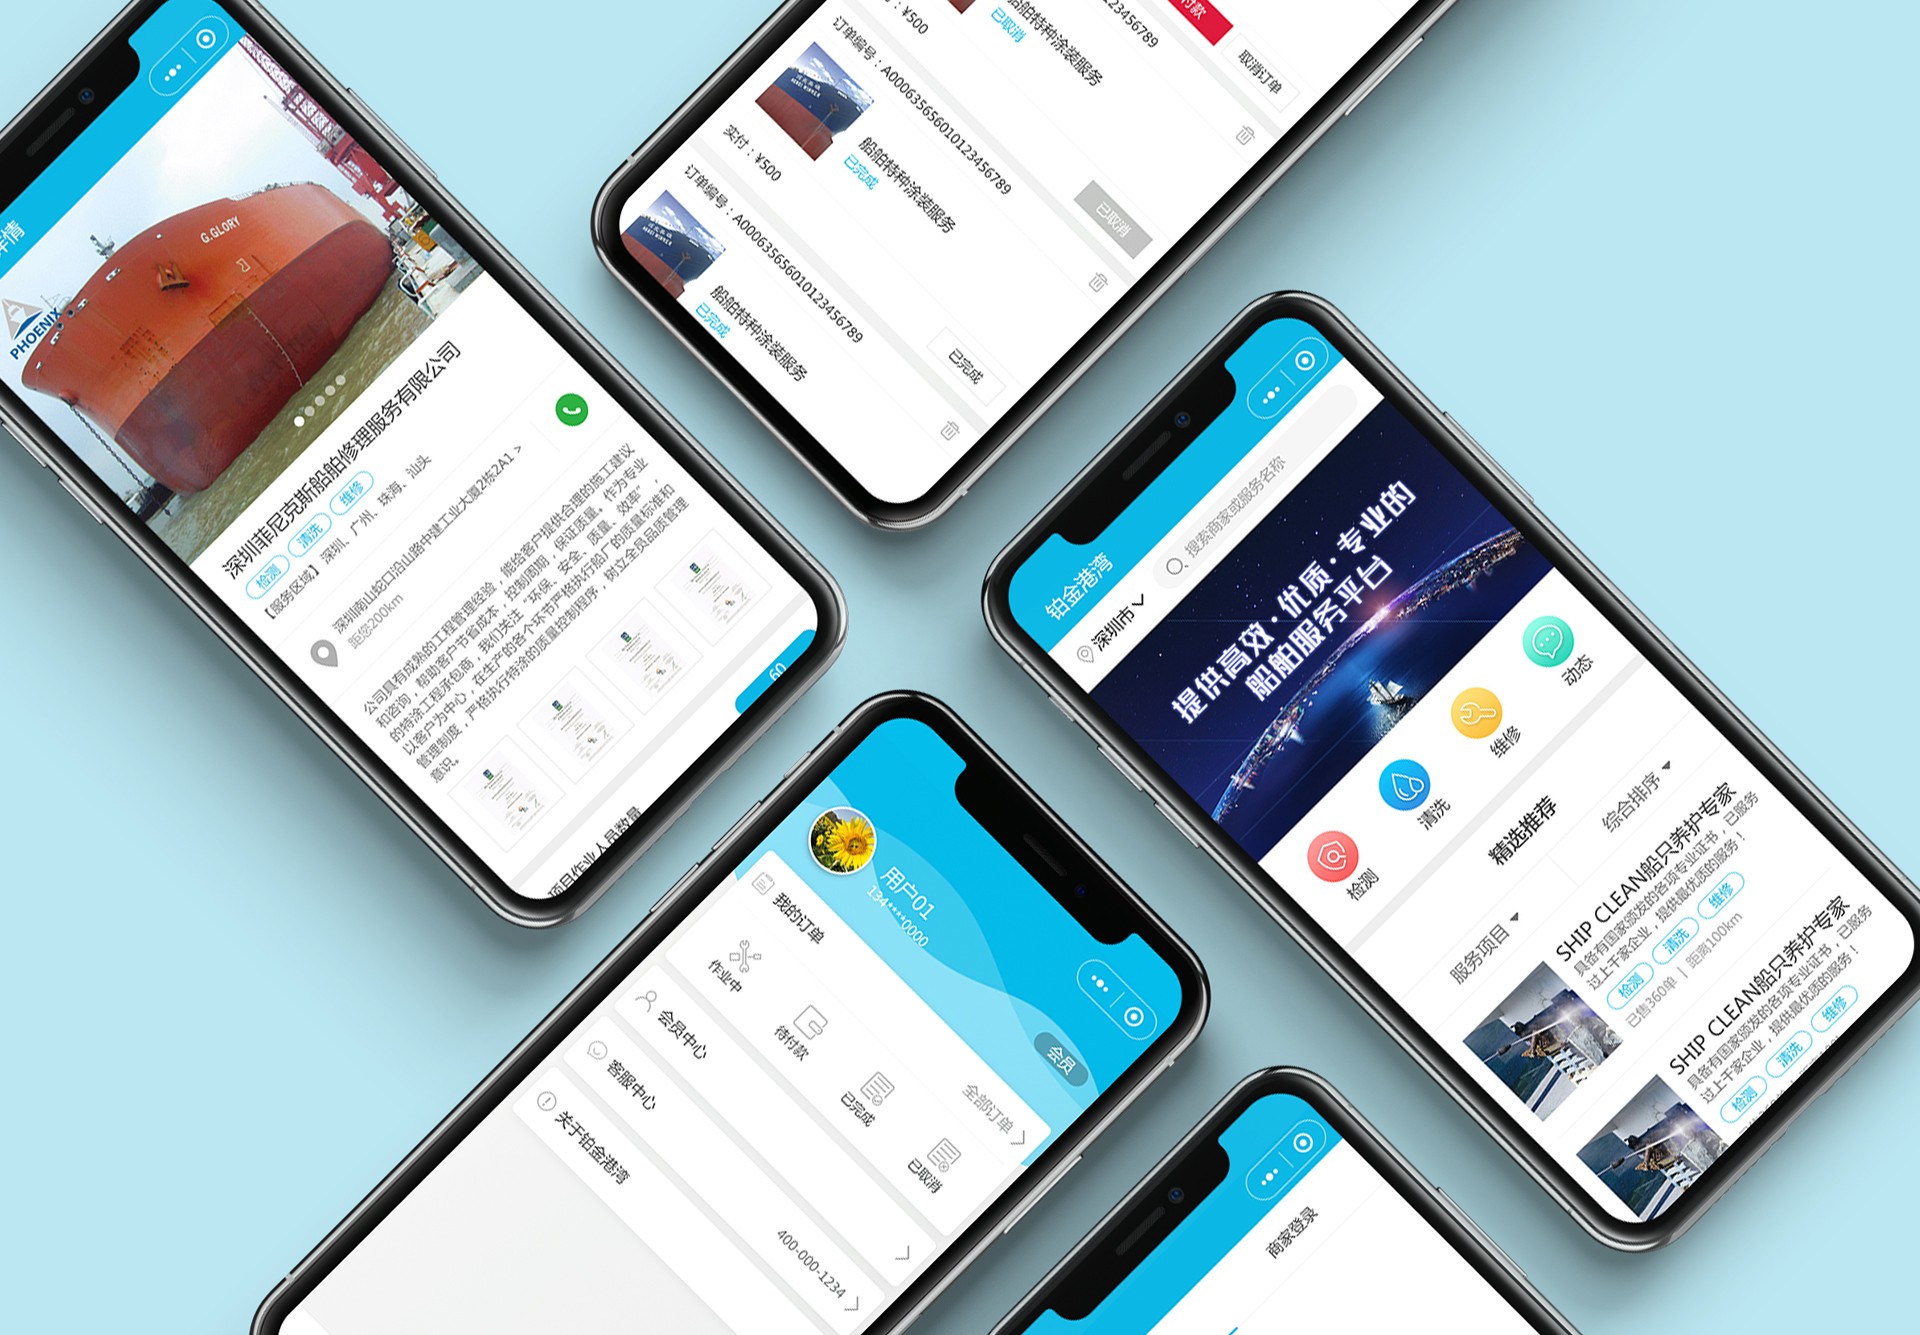 G.GLORY
PHOENIX
深圳菲尼克斯船舶修理服务有限公司
检测
清洗
维修
【服务区域】 深圳、广州、珠海、汕头
深圳南山蛇口沿山路中建工业大厦2栋2A1 >
距您200km
公司具有成熟的工程管理经验，能给客户提供合理的施工建议
和咨询，帮助客户节省成本，控制周期，保证质量。作为专业
的特涂工程承包商，我们关注“环保、安全、质量、效率”，
以客户为中心，在生产的各个环节严格执行船厂的质量标准和
管理制度，严格执行特涂的质量控制程序，树立全员品质管理
意识。
项目作业人员数量
60
¥500
已取消
船舶特种涂装服务
付款
取消订单
订单编号：A000635656010123456789
船舶特种涂装服务
已完成
实付：¥500
已取消
订单编号：A000635656010123456789
船舶特种涂装服务
已完成
已完成
铂金港湾
深圳市
搜索商家或服务名称
提供高效·优质·专业的
船舶服务平台
检测
清洗
维修
动态
精选推荐
服务项目
综合排序
SHIP CLEAN船只养护专家
具备有国家颁发的各项专业证书，已服务
过上千家企业，提供最优质的服务！
检测
清洗
维修
已售360单 | 距离100km
SHIP CLEAN船只养护专家
具备有国家颁发的各项专业证书，已服务
过上千家企业，提供最优质的服务！
检测
清洗
维修
用户01
134****0000
会员
我的订单
全部订单
作业中
待付款
已完成
已取消
会员中心
客服中心
400-000-1234
关于铂金港湾
商家登录